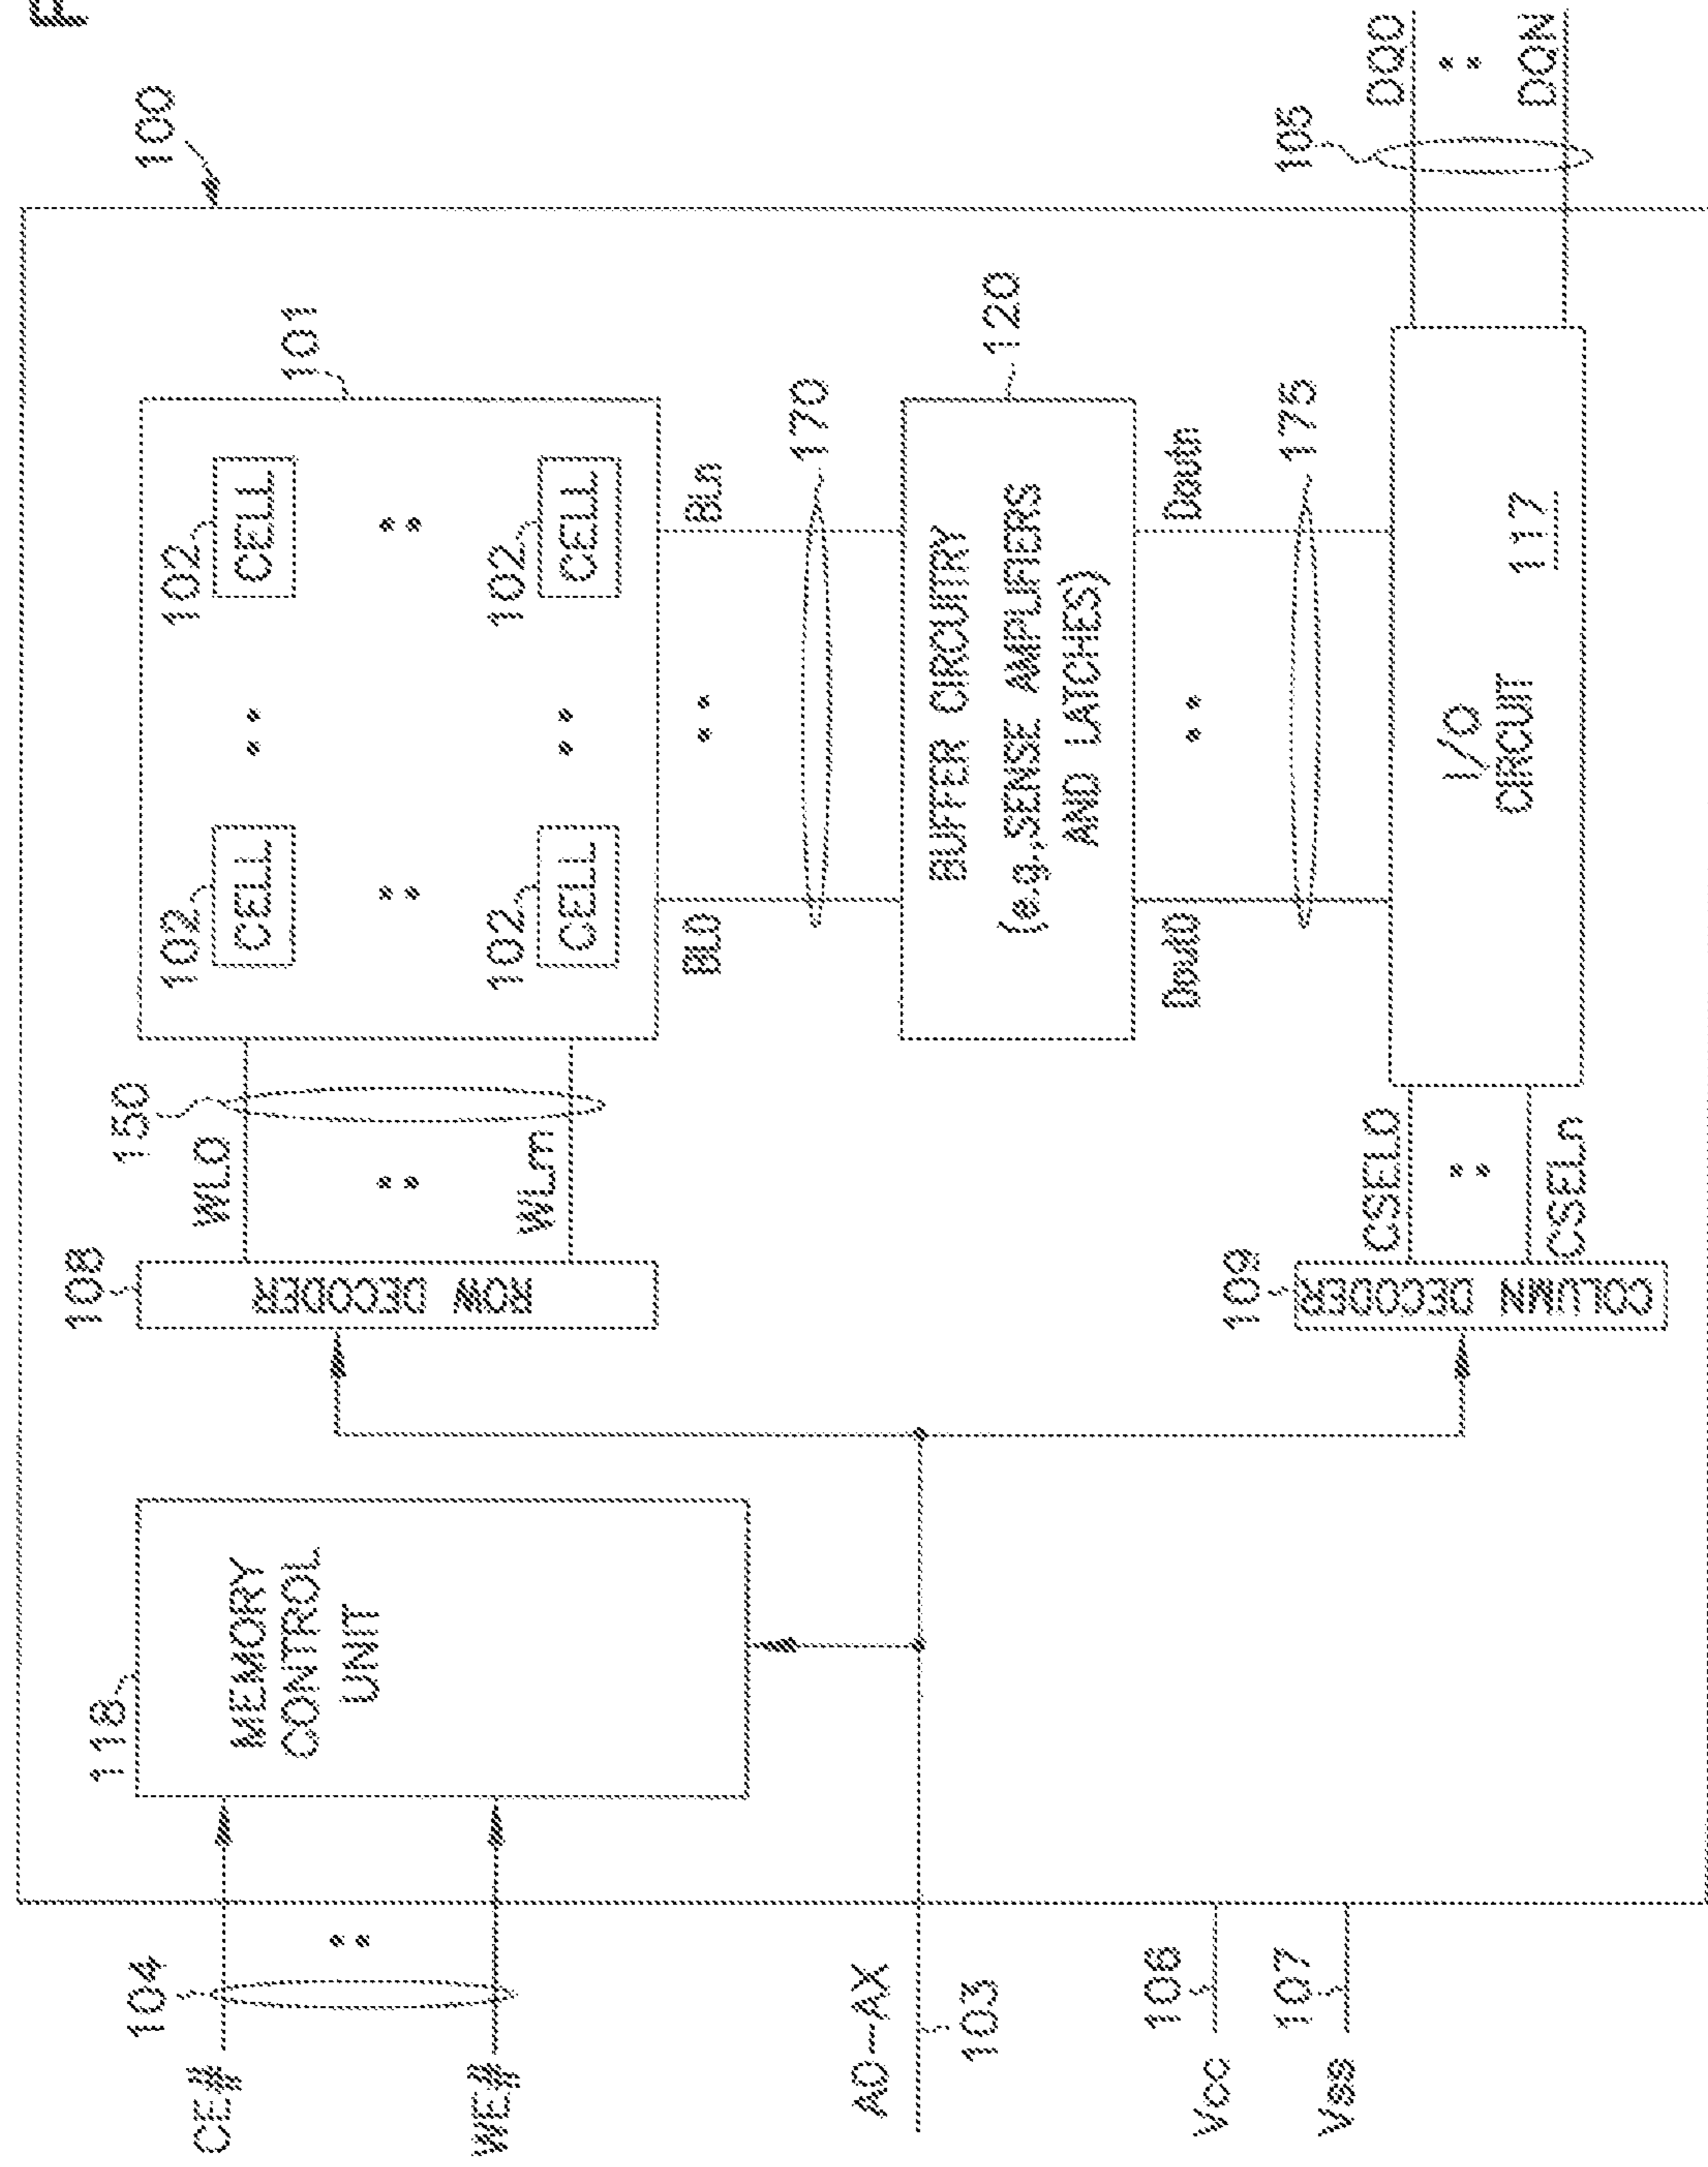 100
104
CE#
WE#
118
MEMORY
CONTROL
UNIT
A0-AX
103
106
Vcc
107
Vss
108
ROW DECODER
150
WL0
WLm
101
102
CELL
102
CELL
102
CELL
102
CELL
BL0
BLn
170
120
BUFFER CIRCUITRY
(e.g.,SENSE AMPLIFIERS
AND LATCHES)
Dout0
Doutn
175
109
COLUMN DECODER
CSEL0
CSELn
I/O
CIRCUIT
117
105
DQ0
DQN